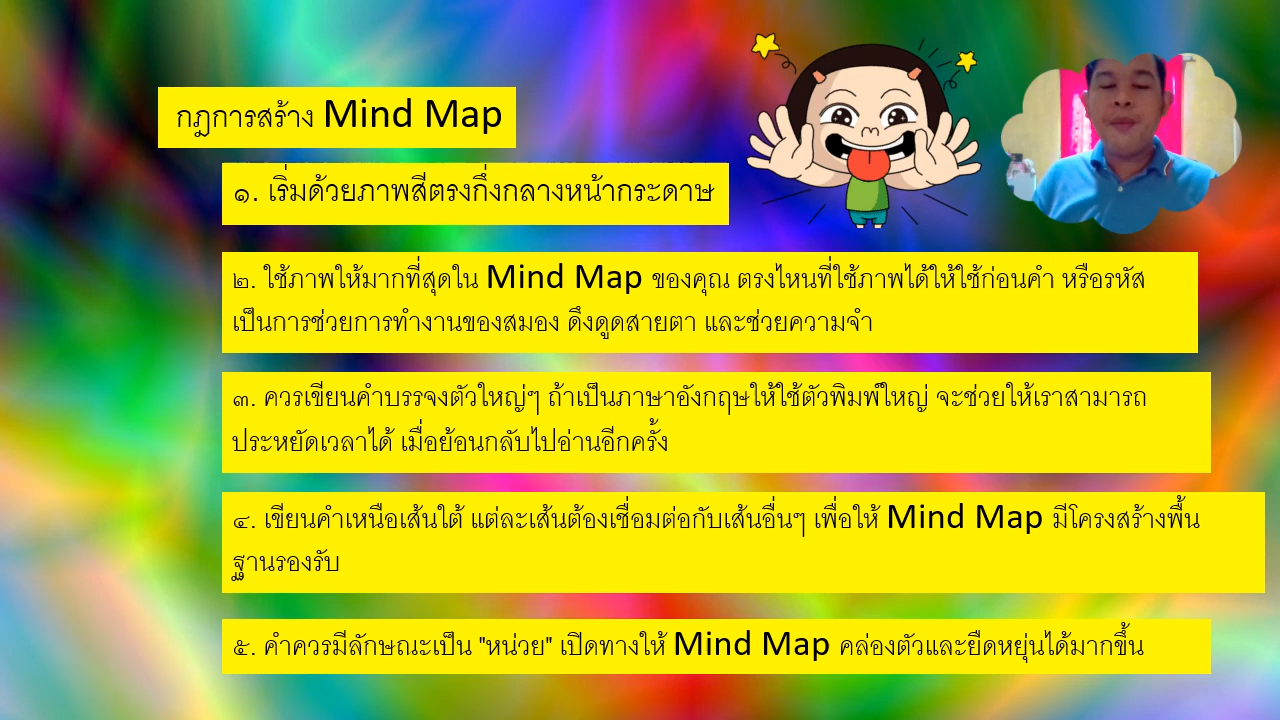 กฎการสร้าง Mind Map
๑. เริ่มด้วยภาพสีตรงกึ่งกลางหน้ากระดาษ
๒. ใช้ภาพให้มากที่สุดใน Mind Map ของคุณ ตรงไหนที่ใช้ภาพได้ให้ใช้ก่อนคำ หรือรหัส
เป็นการช่วยการทำงานของสมอง ดึงดูดสายตา และช่วยความจำ
๓. ควรเขียนคำบรรจงตัวใหญ่ๆ ถ้าเป็นภาษาอังกฤษให้ใช้ตัวพิมพ์ใหญ่ จะช่วยให้เราสามารถ
ประหยัดเวลาได้ เมื่อย้อนกลับไปอ่านอีกครั้ง
๔. เขียนคำเหนือเส้นใต้ แต่ละเส้นต้องเชื่อมต่อกับเส้นอื่นๆ เพื่อให้ Mind Map มีโครงสร้างพื้น
ฐานรองรับ
๕. คำควรมีลักษณะเป็น "หน่วย" เปิดทางให้ Mind Map คล่องตัวและยืดหยุ่นได้มากขึ้น